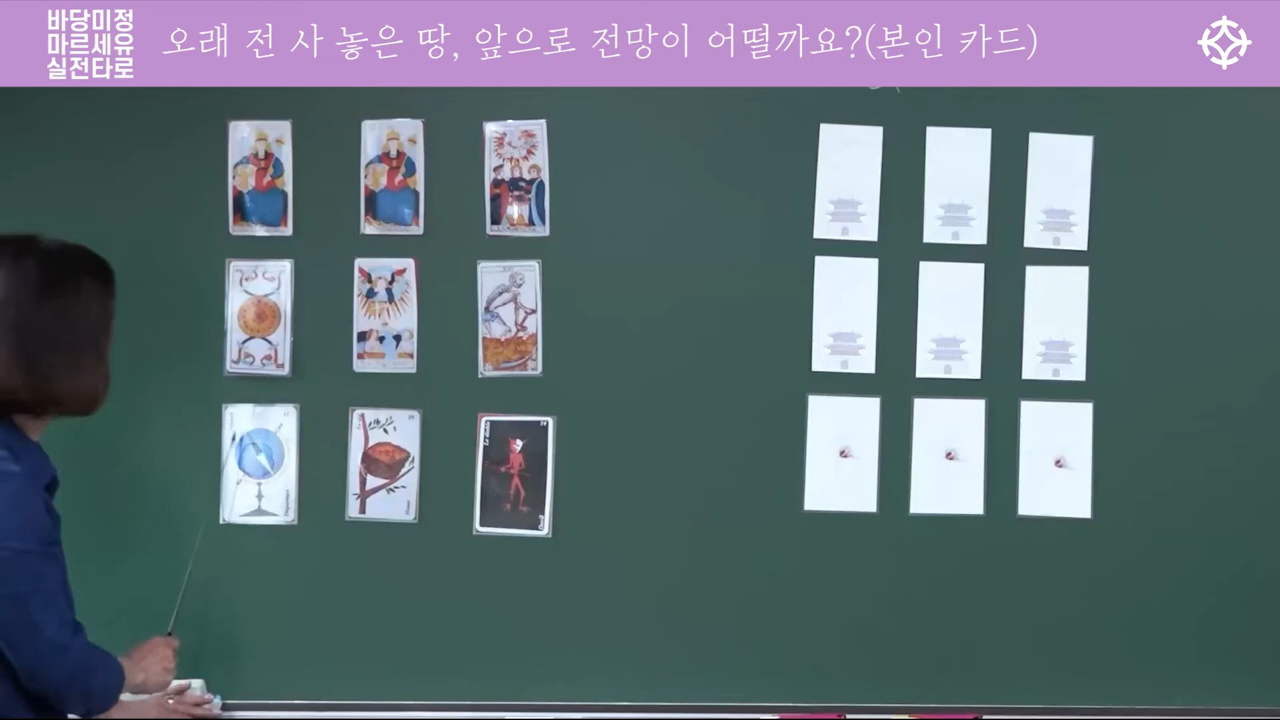 바당미정
마르세유
실전타로
오래 전 사 놓은 땅, 앞으로 전망이 어떨까요?(본인 카드)